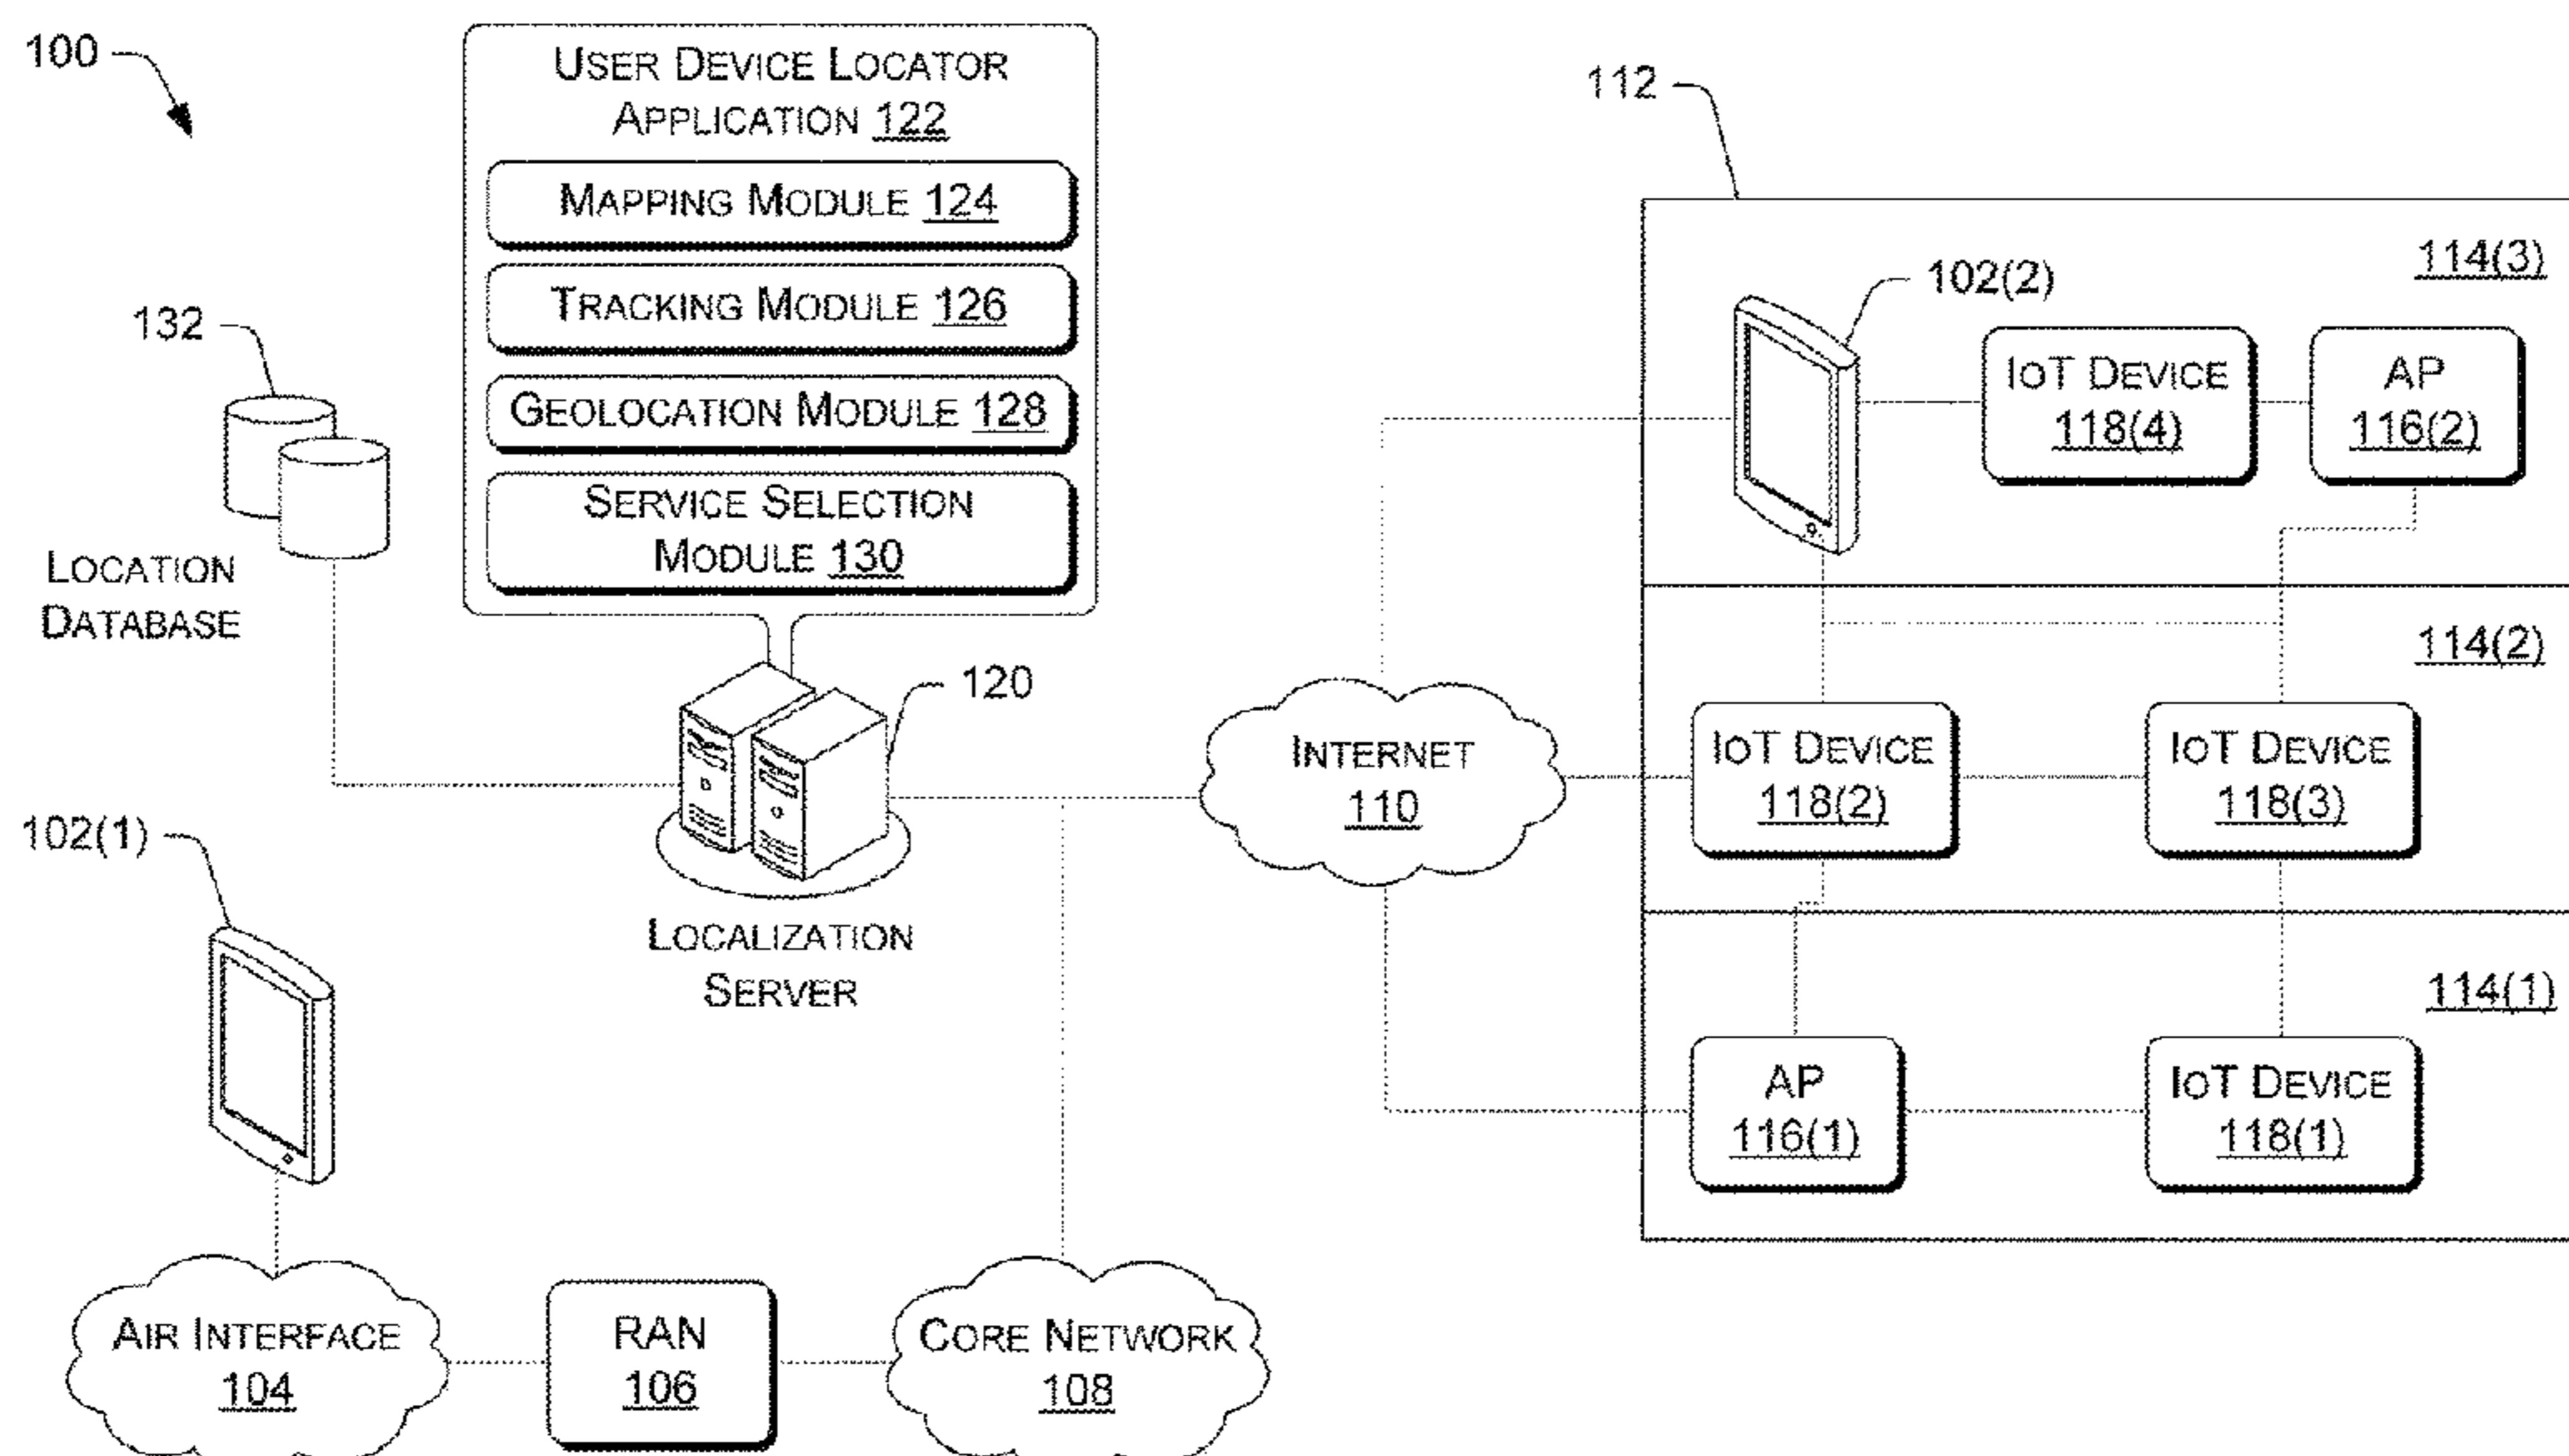 100
USER DEVICE LOCATOR
APPLICATION 122
MAPPING MODULE 124
TRACKING MODULE 126
GEOLOCATION MODULE 128
SERVICE SELECTION
MODULE 130
132
LOCATION
DATABASE
120
LOCALIZATION
SERVER
102(1)
AIR INTERFACE
104
RAN
106
CORE NETWORK
108
INTERNET
110
112
114(3)
102(2)
IOT DEVICE
118(4)
AP
116(2)
114(2)
IOT DEVICE
118(2)
IOT DEVICE
118(3)
114(1)
AP
116(1)
IOT DEVICE
118(1)